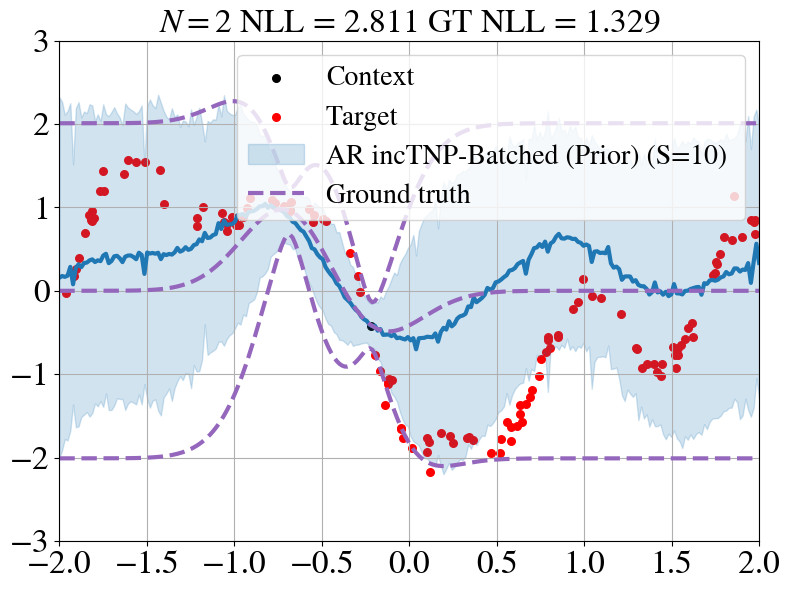 N = 2 NLL = 2.811 GT NLL = 1.329
Context
Target
AR incTNP-Batched (Prior) (S=10)
Ground truth
3
2
1
0
−1
−2
−3
−2.0 −1.5 −1.0 −0.5 0.0 0.5 1.0 1.5 2.0